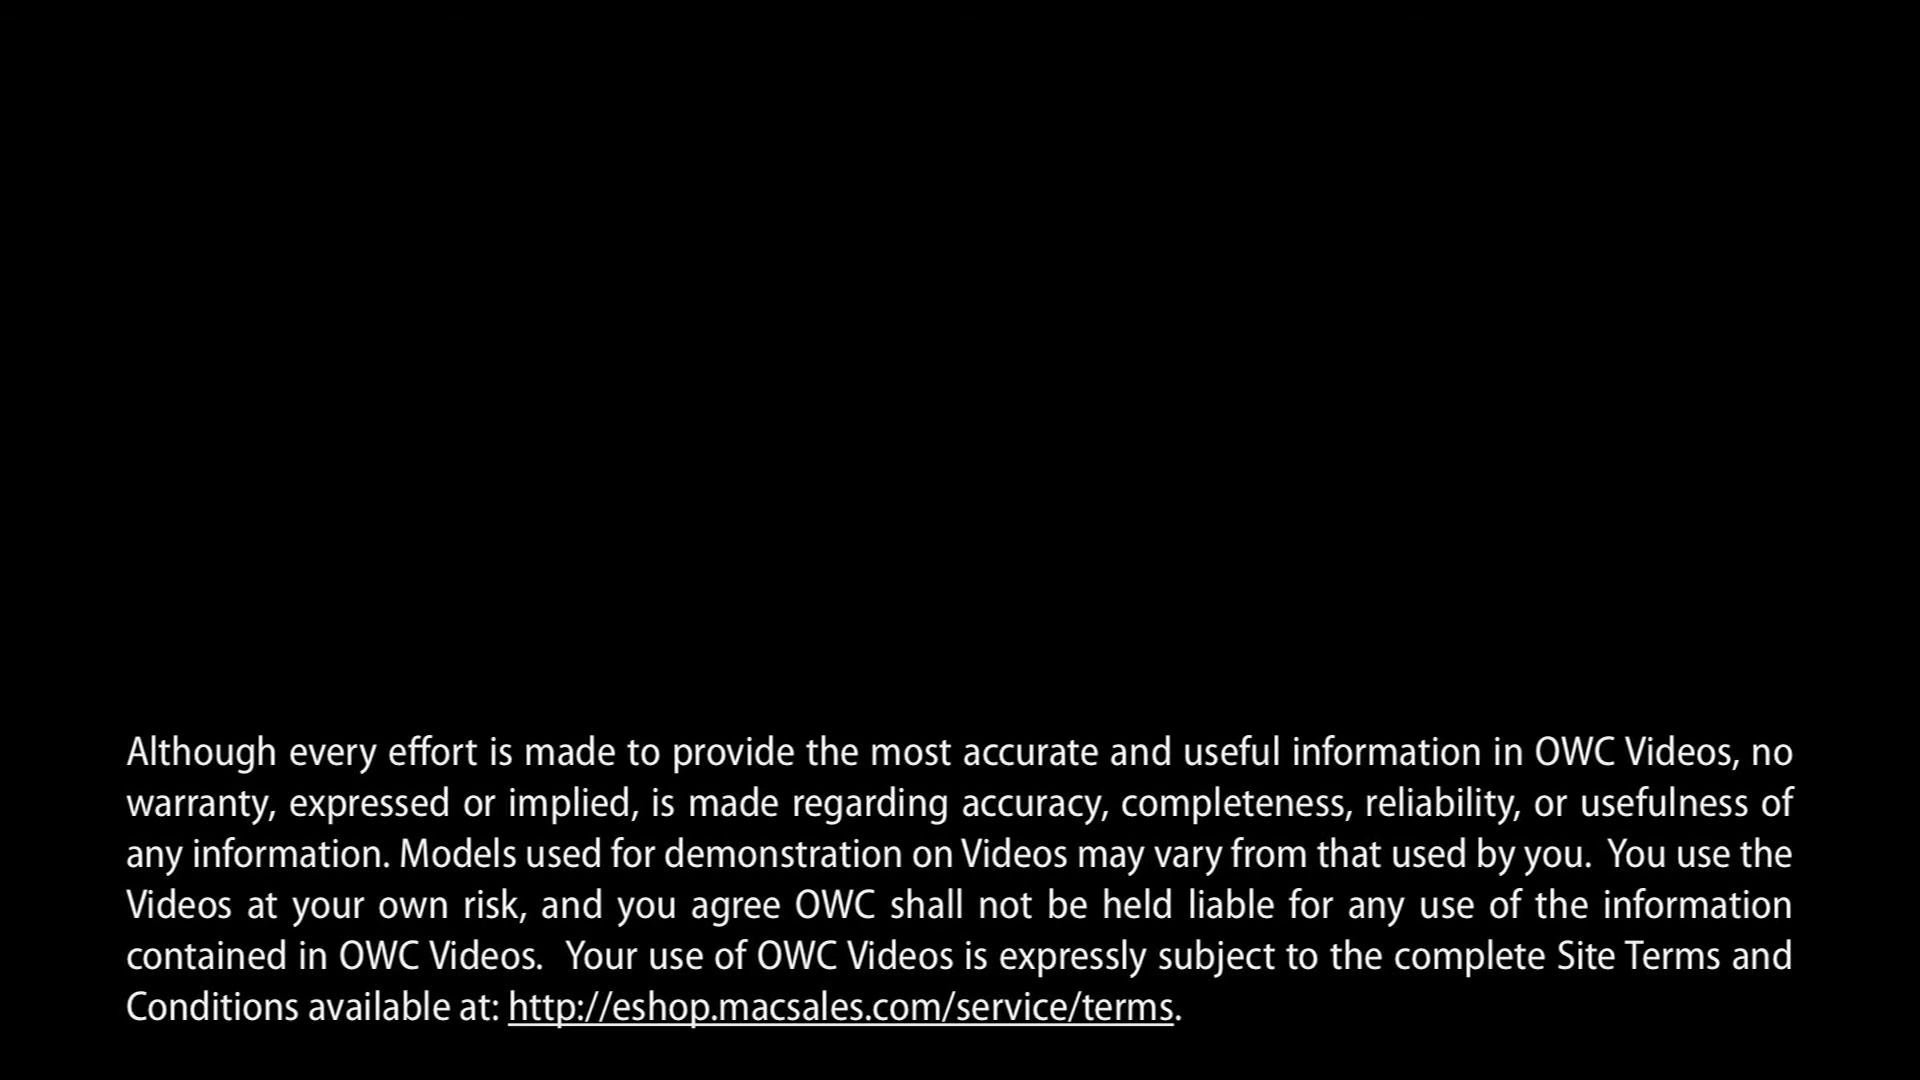 Although every effort is made to provide the most accurate and useful information in OWC Videos, no
warranty, expressed or implied, is made regarding accuracy, completeness, reliability, or usefulness of
any information. Models used for demonstration on Videos may vary from that used by you.  You use the
Videos at your own risk, and you agree OWC shall not be held liable for any use of the information
contained in OWC Videos.  Your use of OWC Videos is expressly subject to the complete Site Terms and
Conditions available at: http://eshop.macsales.com/service/terms.